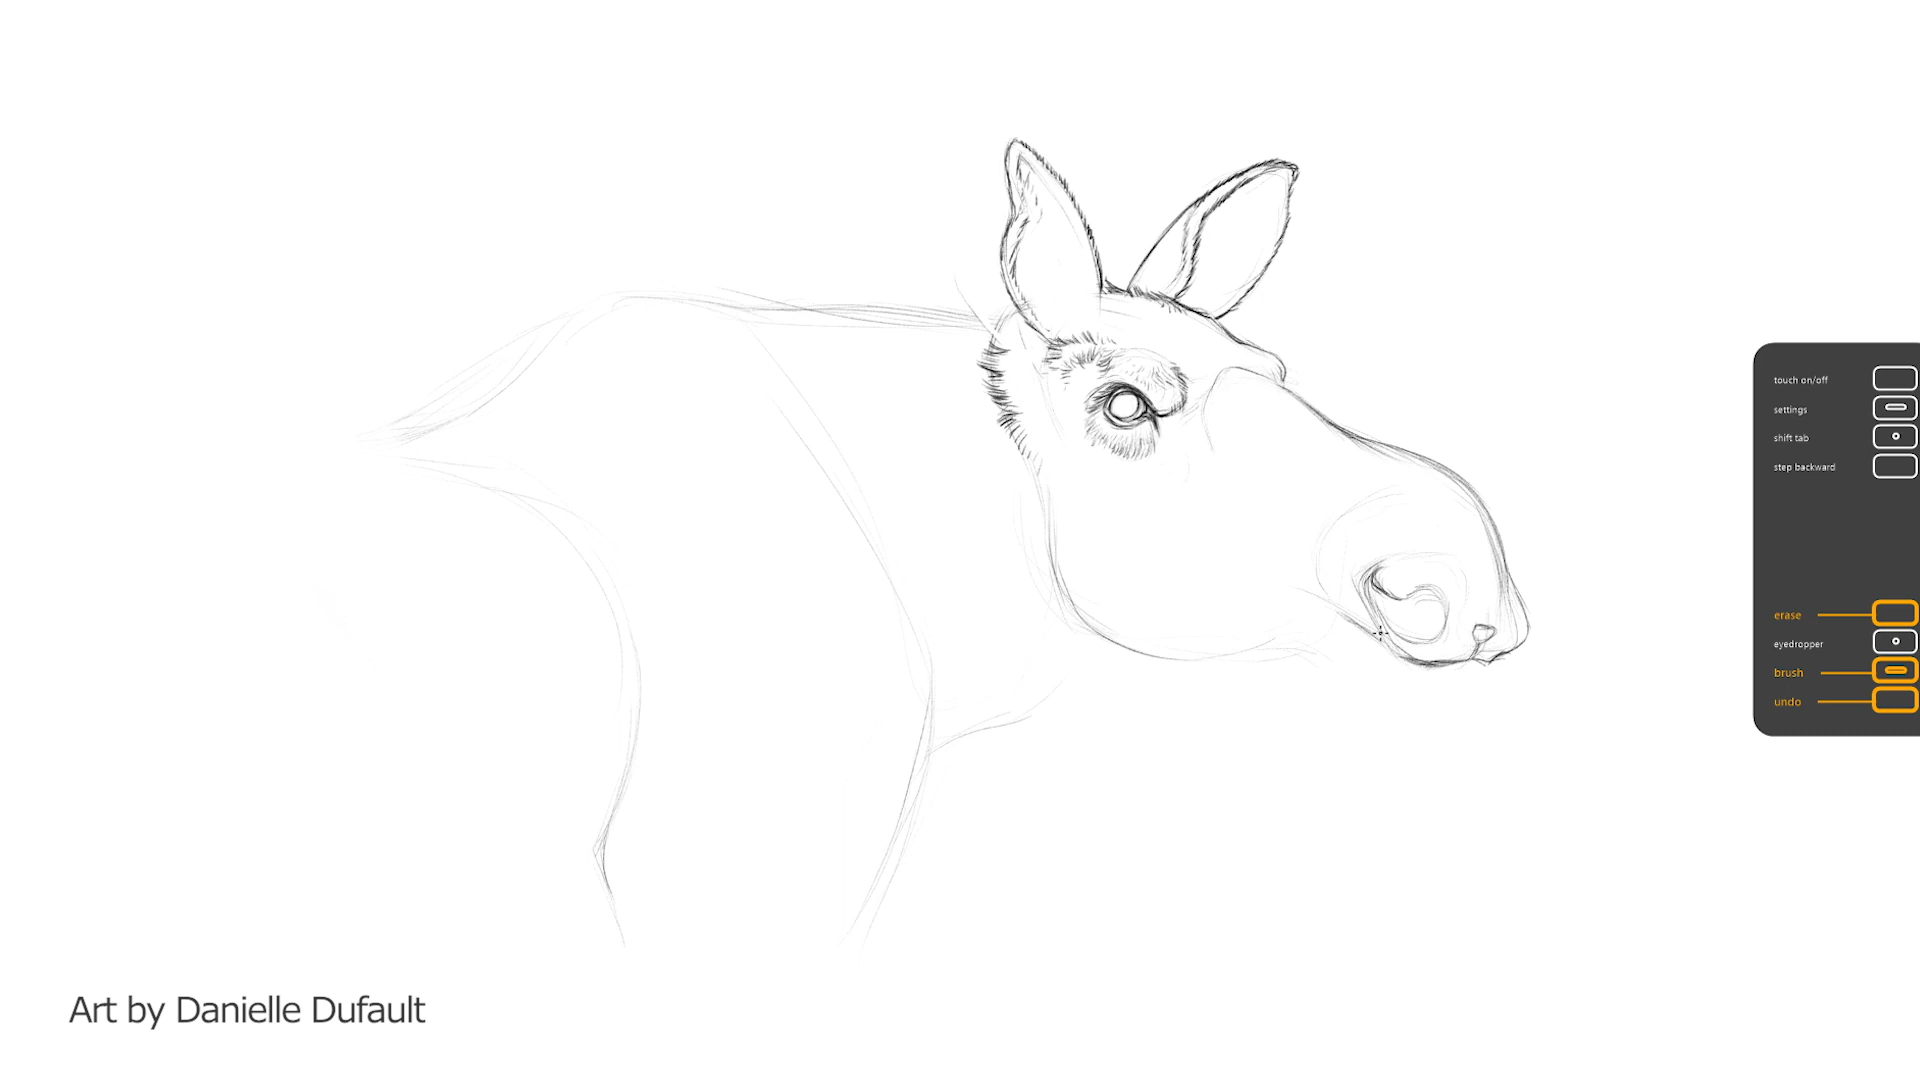 touch on/off
settings
shift tab
step backward
erase
eyedropper
brush
undo
Art by Danielle Dufault